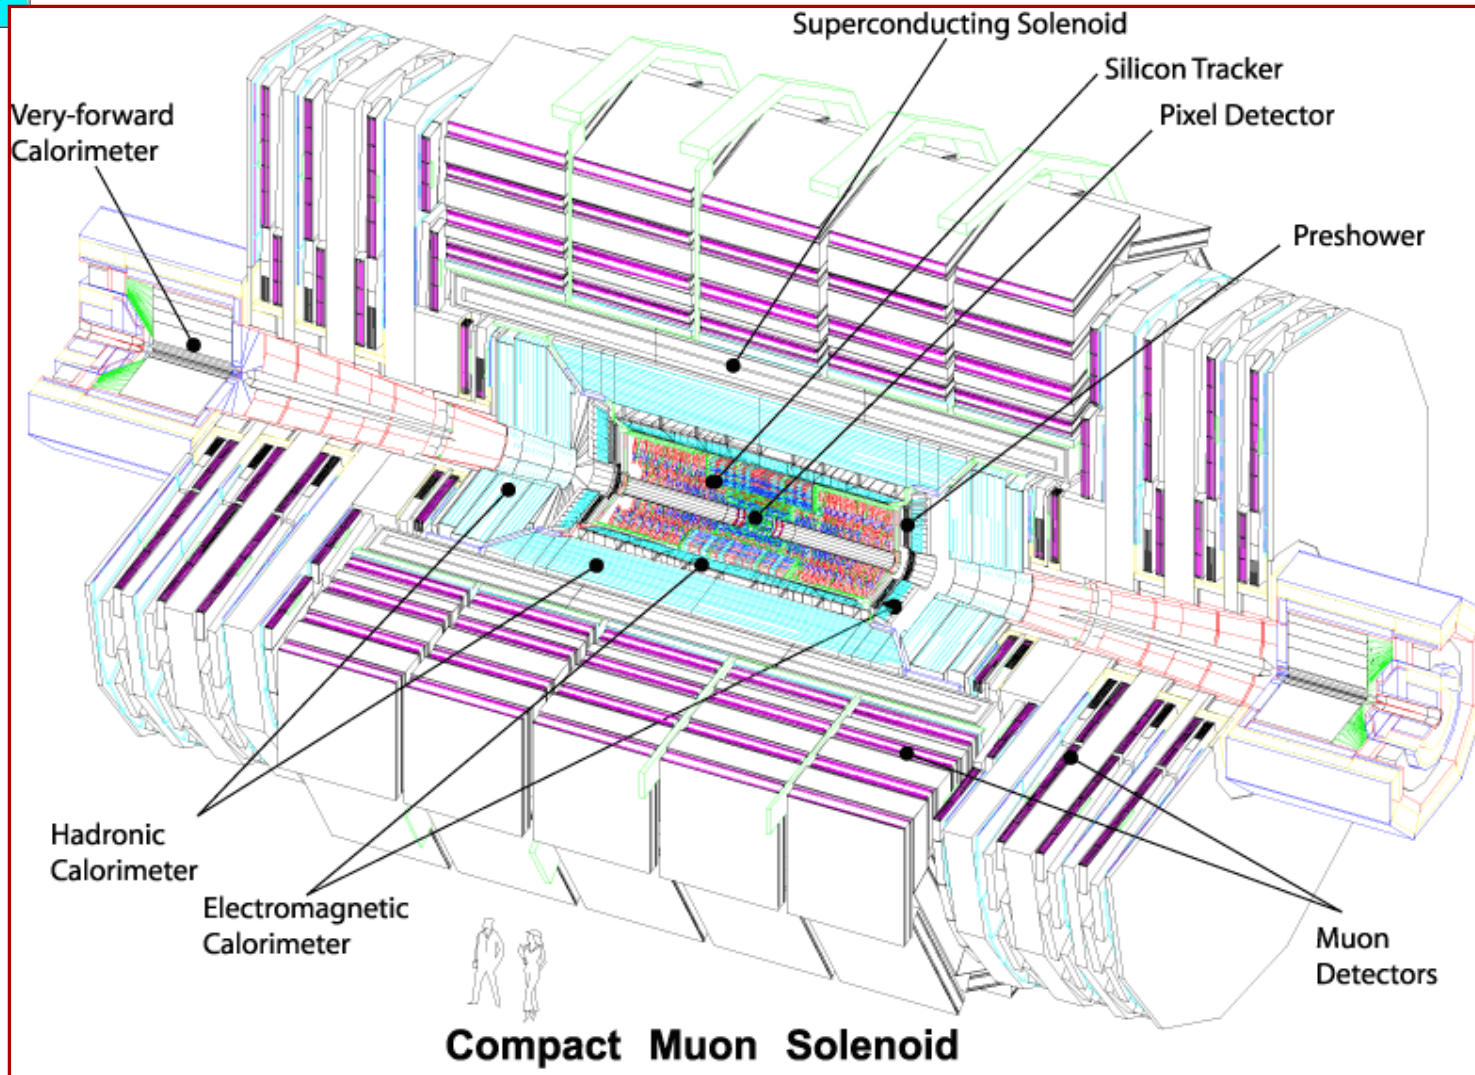 Superconducting Solenoid
Silicon Tracker
Pixel Detector
Very-forward
Calorimeter
Preshower
Hadronic
Calorimeter
Electromagnetic
Calorimeter
Muon
Detectors
Compact Muon Solenoid